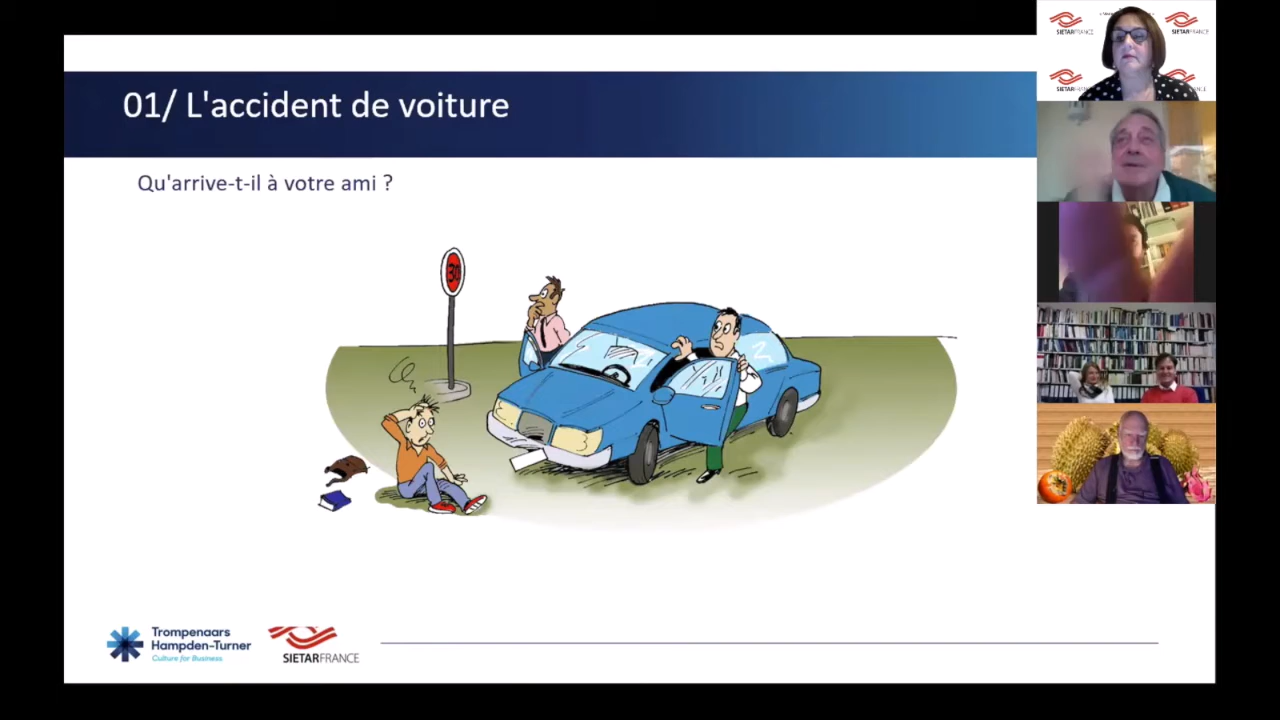 01/ L'accident de voiture
Qu'arrive-t-il à votre ami ?
30
Trompenaars
Hampden-Turner
Culture for Business
SIETARFRANCE
SIETARFRANCE
SIETARFRANCE